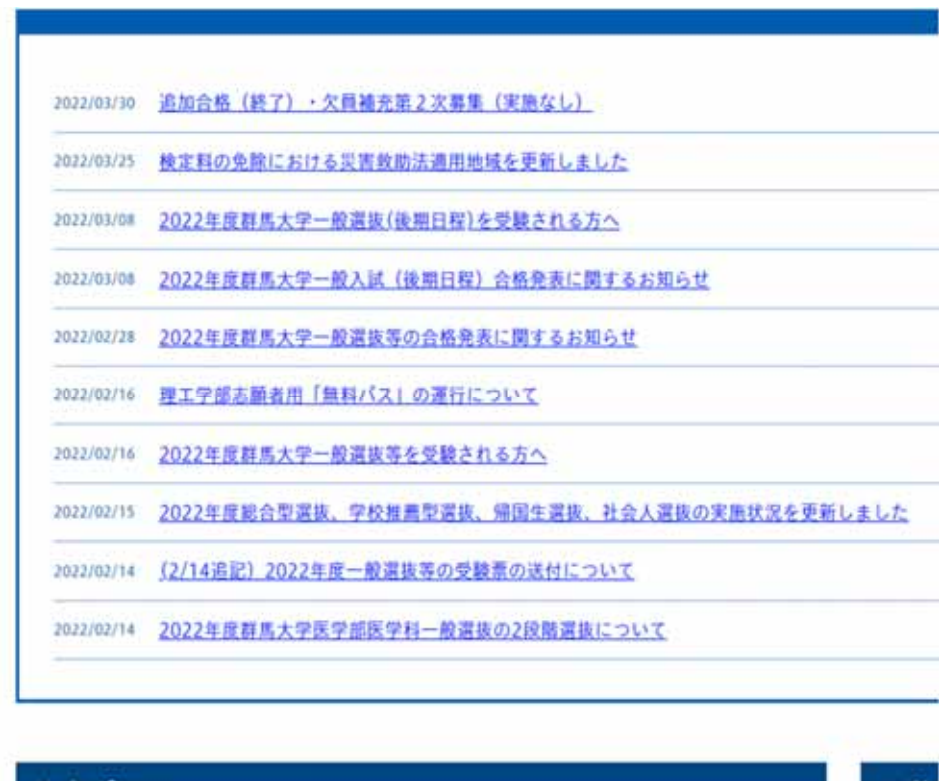 2022/03/30 追加合格（終了）・欠員補充第２次募集（実施なし）
2022/03/25 検定料の免除における災害救助法適用地域を更新しました
2022/03/08 2022年度群馬大学一般選抜(後期日程)を受験される方へ
2022/03/08 2022年度群馬大学一般入試（後期日程）合格発表に関するお知らせ
2022/02/28 2022年度群馬大学一般選抜等の合格発表に関するお知らせ
2022/02/16 理工学部志願者用「無料バス」の運行について
2022/02/16 2022年度群馬大学一般選抜等を受験される方へ
2022/02/15 2022年度総合型選抜、学校推薦型選抜、帰国生選抜、社会人選抜の実施状況を更新しました
2022/02/14 (2/14追記）2022年度一般選抜等の受験票の送付について
2022/02/14 2022年度群馬大学医学部医学科一般選抜の2段階選抜について